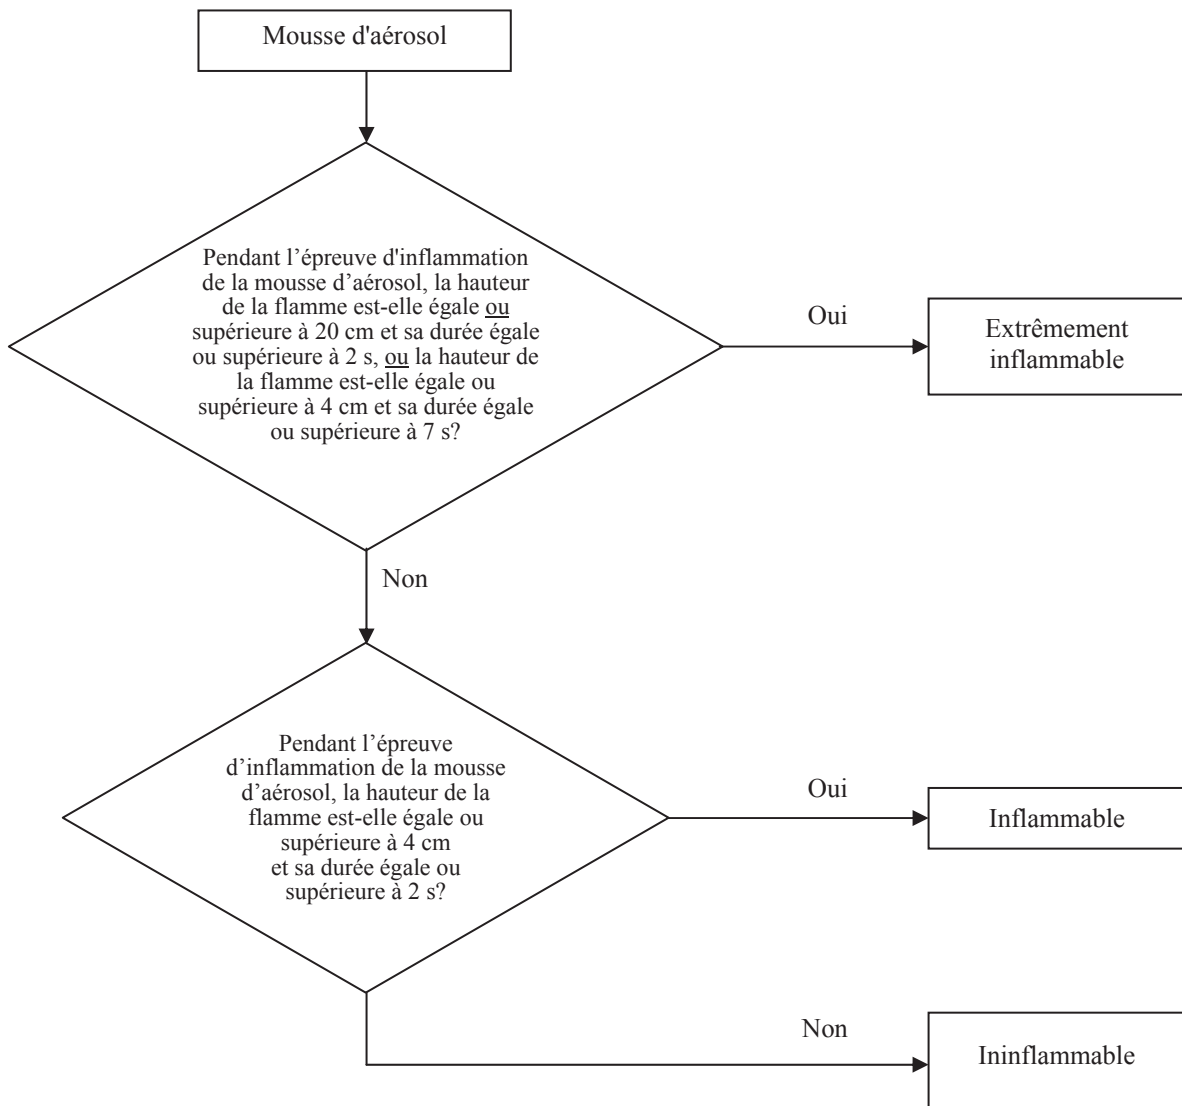 Mousse d'aérosol
Pendant l’épreuve d'inflammation
de la mousse d’aérosol, la hauteur
de la flamme est-elle égale ou
supérieure à 20 cm et sa durée égale
ou supérieure à 2 s, ou la hauteur de
la flamme est-elle égale ou
supérieure à 4 cm et sa durée égale
ou supérieure à 7 s?
Oui
Extrêmement
inflammable
Non
Pendant l’épreuve
d’inflammation de la mousse
d’aérosol, la hauteur de la
flamme est-elle égale ou
supérieure à 4 cm
et sa durée égale ou
supérieure à 2 s?
Oui
Inflammable
Non
Ininflammable